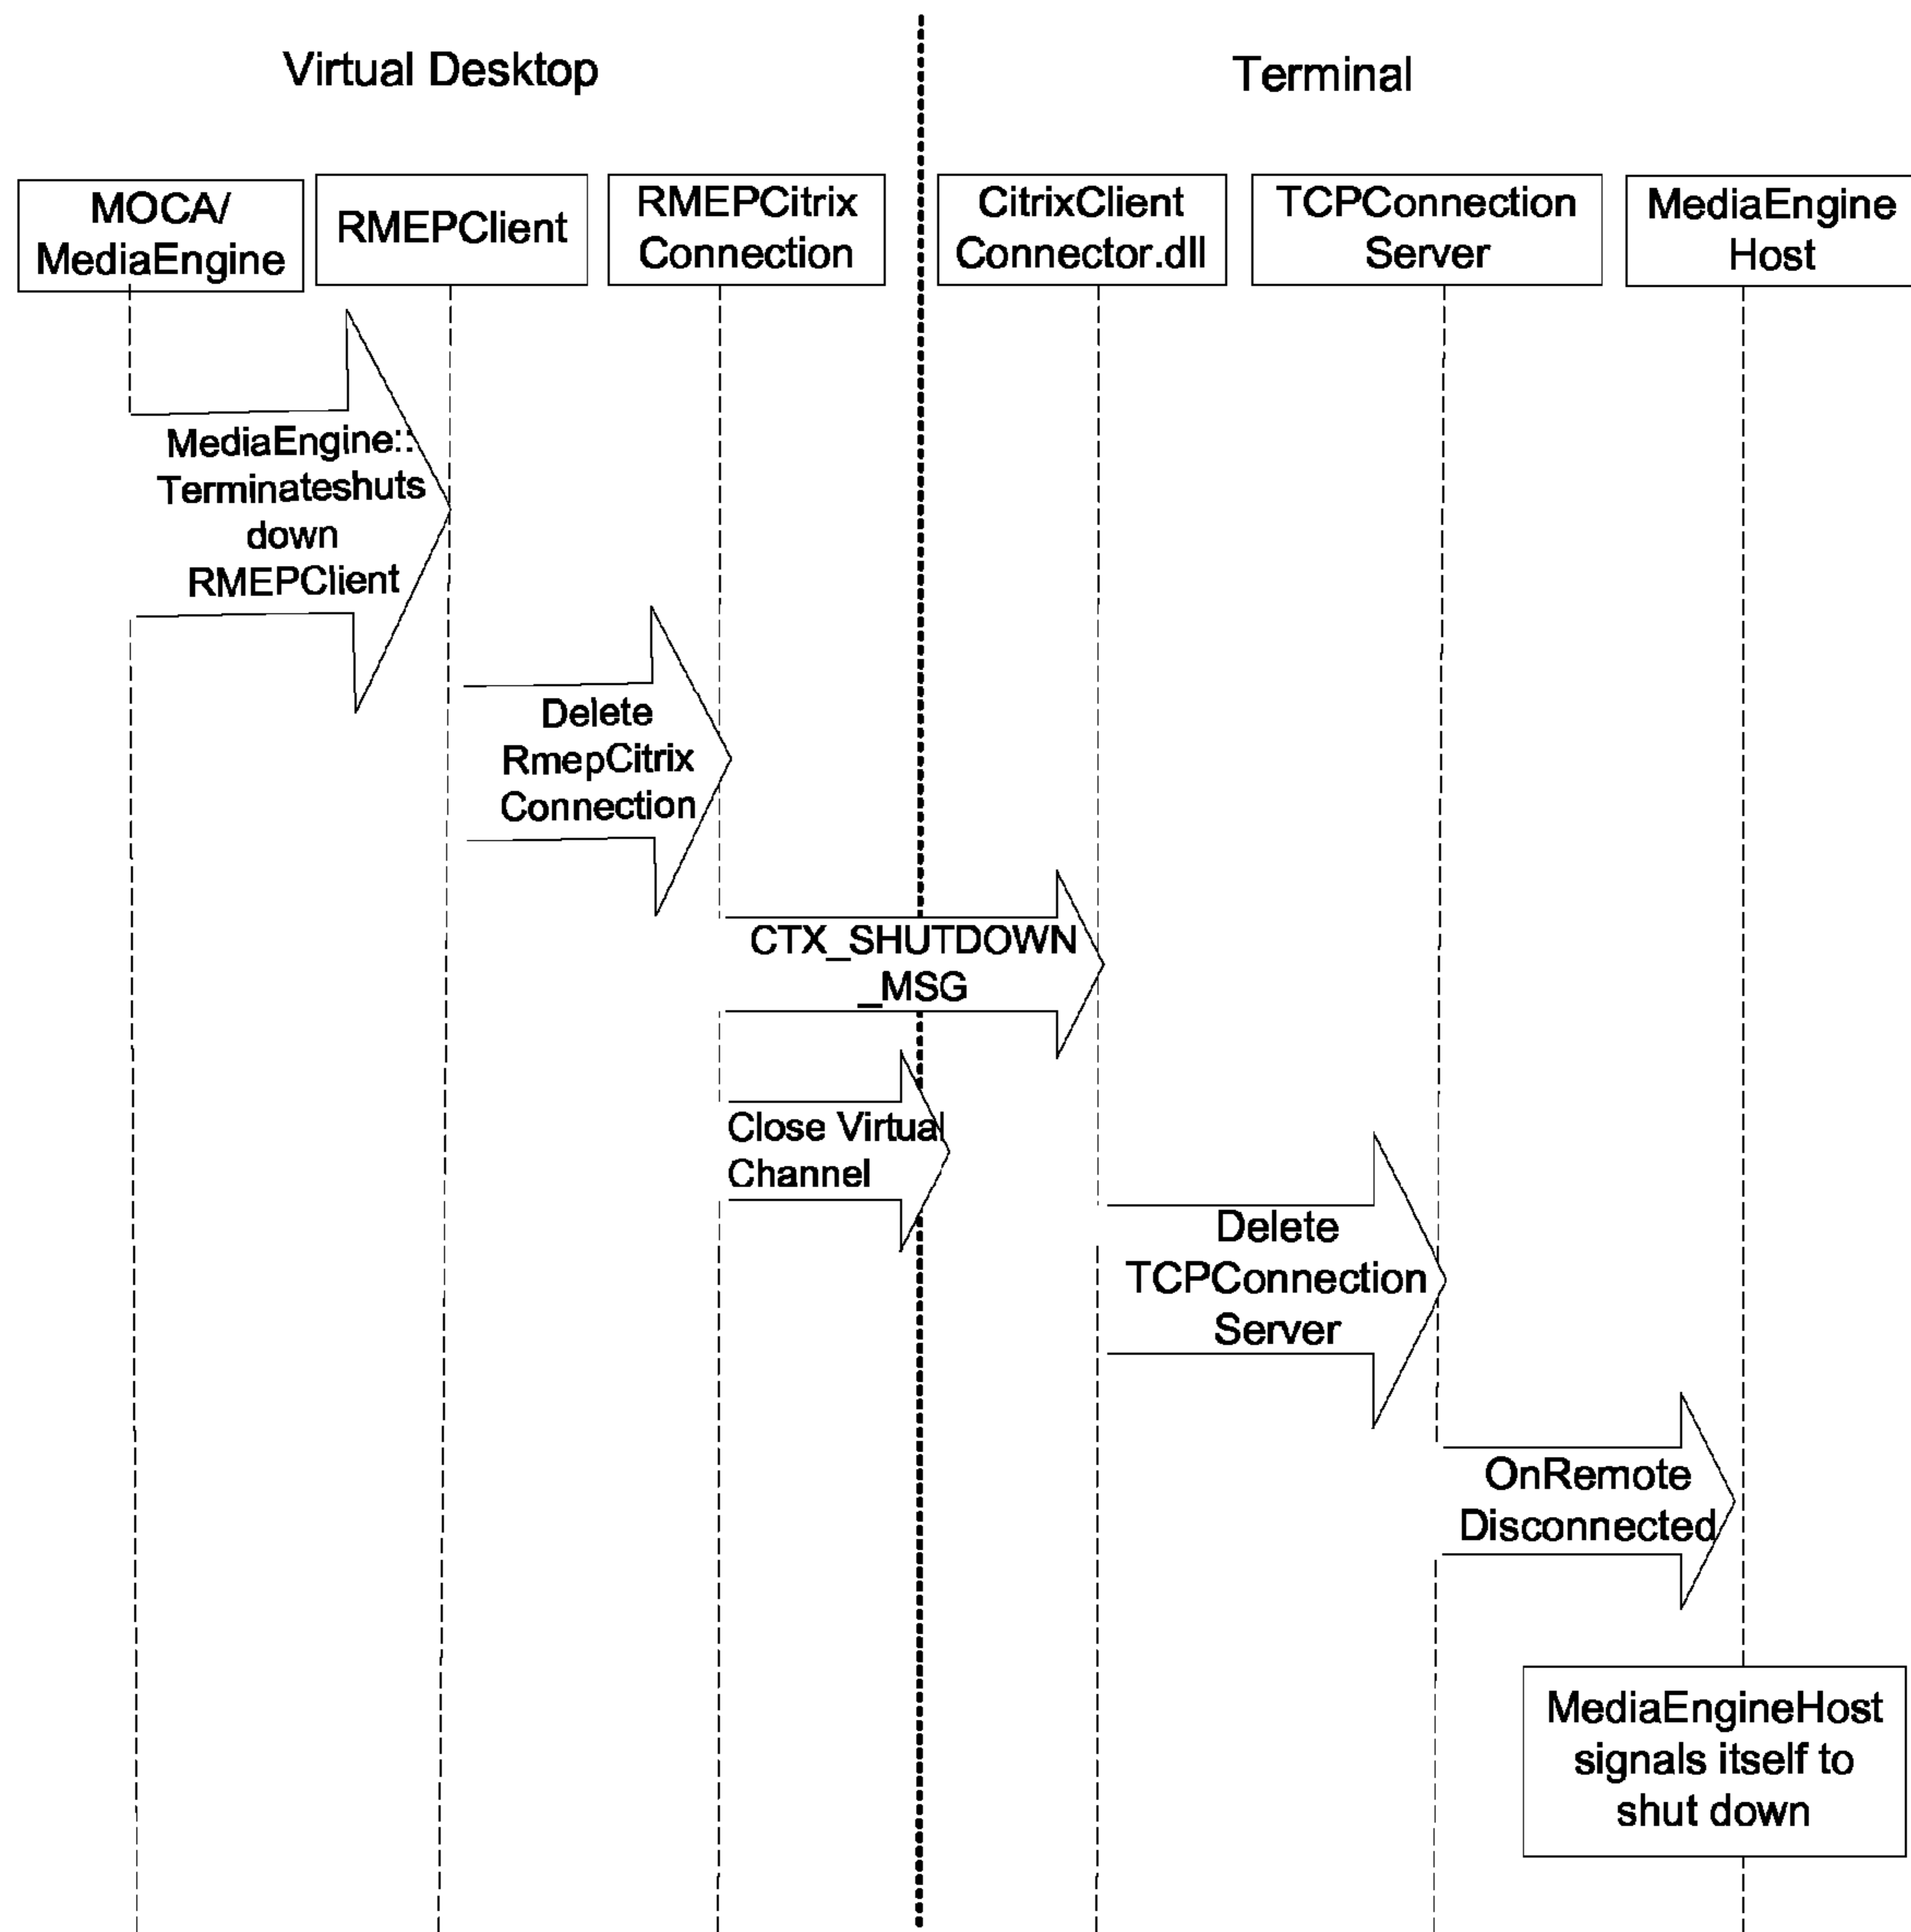 Virtual Desktop
Terminal
MOCA/
MediaEngine
RMEPClient
RMEPCitrix
Connection
CitrixClient
Connector.dll
TCPConnection
Server
MediaEngine
Host
MediaEngine::
Terminateshuts
down
RMEPClient
Delete
RmepCitrix
Connection
CTX_SHUTDOWN
_MSG
Close Virtual
Channel
Delete
TCPConnection
Server
OnRemote
Disconnected
MediaEngineHost
signals itself to
shut down